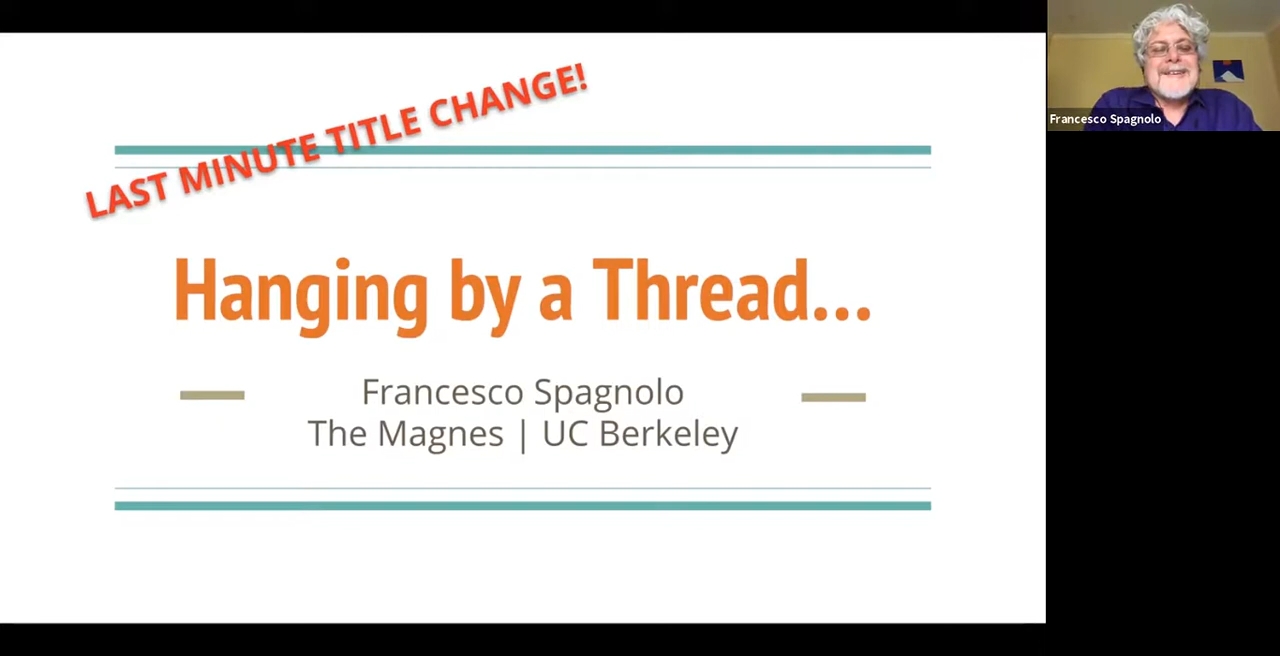 LAST MINUTE TITLE CHANGE!
Hanging by a Thread...
Francesco Spagnolo
The Magnes | UC Berkeley
Francesco Spagnolo